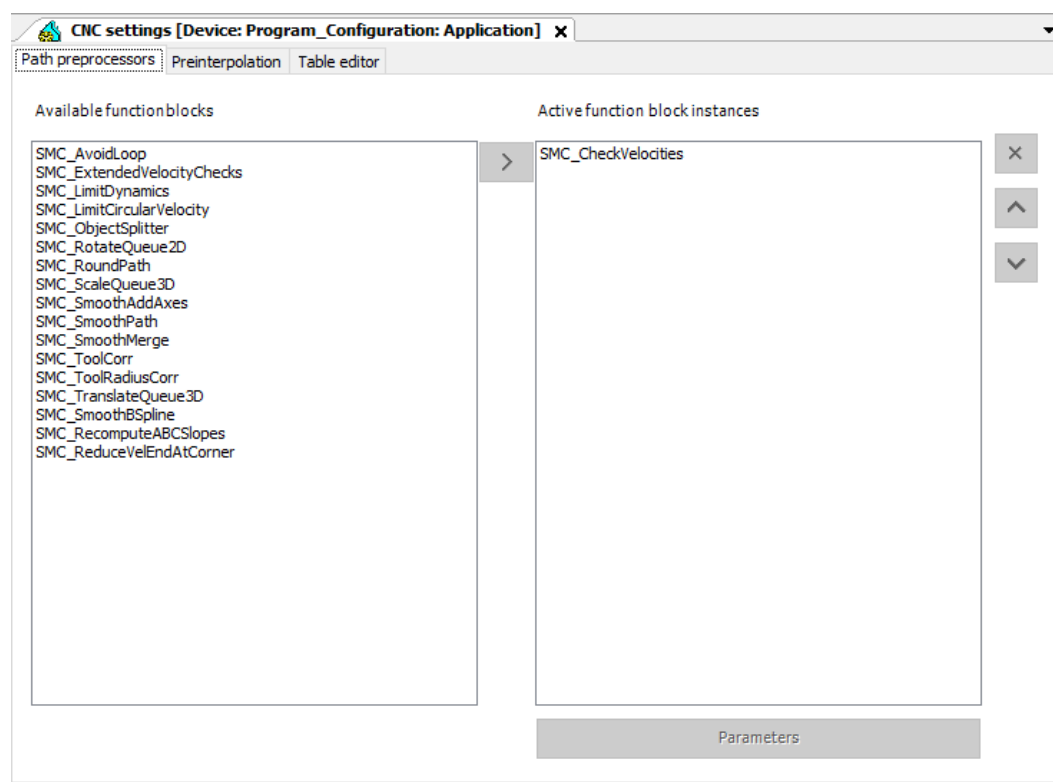 CNC settings [Device: Program_Configuration: Application]
Path preprocessors Preinterpolation Table editor
Available function blocks
SMC_AvoidLoop
SMC_ExtendedVelocityChecks
SMC_LimitDynamics
SMC_LimitCircularVelocity
SMC_ObjectSplitter
SMC_RotateQueue2D
SMC_RoundPath
SMC_ScaleQueue3D
SMC_SmoothAddAxes
SMC_SmoothPath
SMC_SmoothMerge
SMC_ToolCorr
SMC_ToolRadiusCorr
SMC_TranslateQueue3D
SMC_SmoothBSpline
SMC_RecomputeABCSlopes
SMC_ReduceVelEndAtCorner
Active function block instances
SMC_CheckVelocities
Parameters